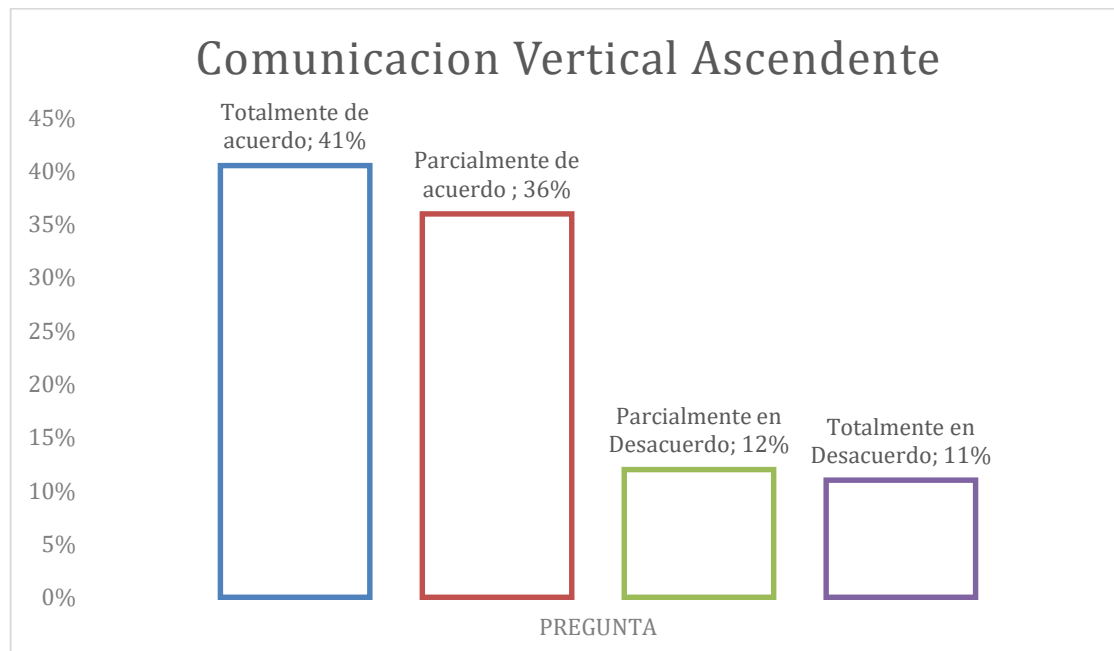 Comunicacion Vertical Ascendente
Totalmente de
acuerdo; 41%
Parcialmente de
acuerdo ; 36%
Parcialmente en
Desacuerdo; 12%
Totalmente en
Desacuerdo; 11%
45%
40%
35%
30%
25%
20%
15%
10%
5%
0%
PREGUNTA